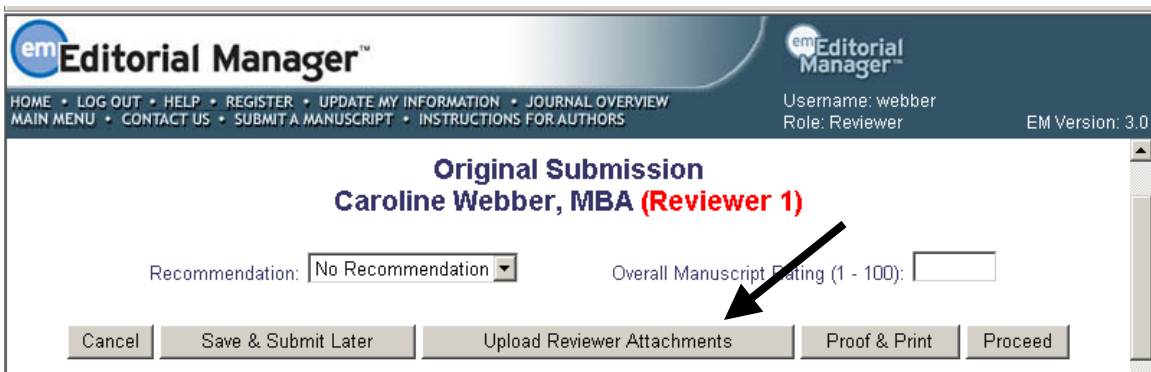 em Editorial Manager™
em Editorial
Manager™
HOME • LOG OUT • HELP • REGISTER • UPDATE MY INFORMATION • JOURNAL OVERVIEW
MAIN MENU • CONTACT US • SUBMIT A MANUSCRIPT • INSTRUCTIONS FOR AUTHORS
Username: webber
Role: Reviewer
EM Version: 3.0
Original Submission
Caroline Webber, MBA (Reviewer 1)
Recommendation: No Recommendation
Overall Manuscript Rating (1 - 100):
Cancel
Save & Submit Later
Upload Reviewer Attachments
Proof & Print
Proceed